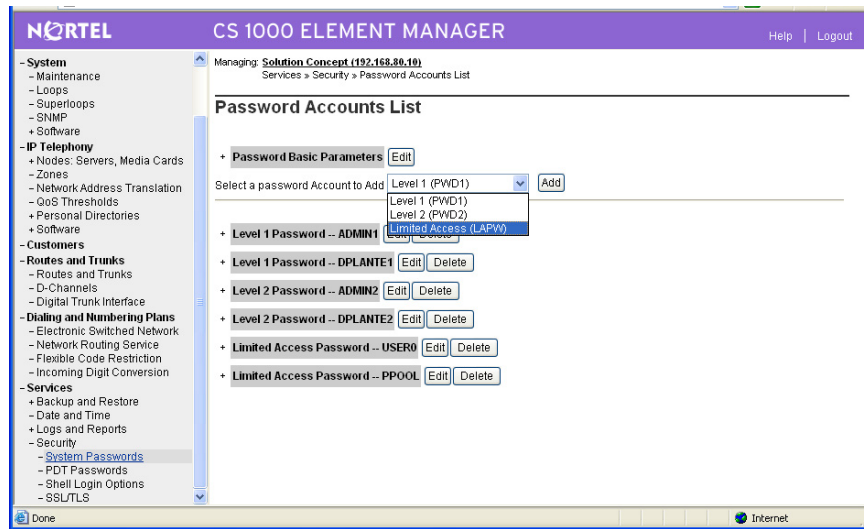 NORTEL
CS 1000 ELEMENT MANAGER
Help | Logout
- System
- Maintenance
- Loops
- Superloops
- SNMP
+ Software
- IP Telephony
+ Nodes: Servers, Media Cards
- Zones
- Network Address Translation
- QoS Thresholds
+ Personal Directories
+ Software
- Customers
- Routes and Trunks
- Routes and Trunks
- D-Channels
- Digital Trunk Interface
- Dialing and Numbering Plans
- Electronic Switched Network
- Network Routing Service
- Flexible Code Restriction
- Incoming Digit Conversion
- Services
+ Backup and Restore
- Date and Time
+ Logs and Reports
- Security
- System Passwords
- PDT Passwords
- Shell Login Options
- SSL/TLS
Managing: Solution Concept (192.168.80.10)
Services » Security » Password Accounts List
Password Accounts List
+ Password Basic Parameters Edit
Select a password Account to Add Level 1 (PWD1) Add
Level 1 (PWD1)
Level 2 (PWD2)
Limited Access (LAPW)
+ Level 1 Password -- ADMIN1 Edit Delete
+ Level 1 Password -- DPLANTE1 Edit Delete
+ Level 2 Password -- ADMIN2 Edit Delete
+ Level 2 Password -- DPLANTE2 Edit Delete
+ Limited Access Password -- USER0 Edit Delete
+ Limited Access Password -- PPOOL Edit Delete
Done
Internet